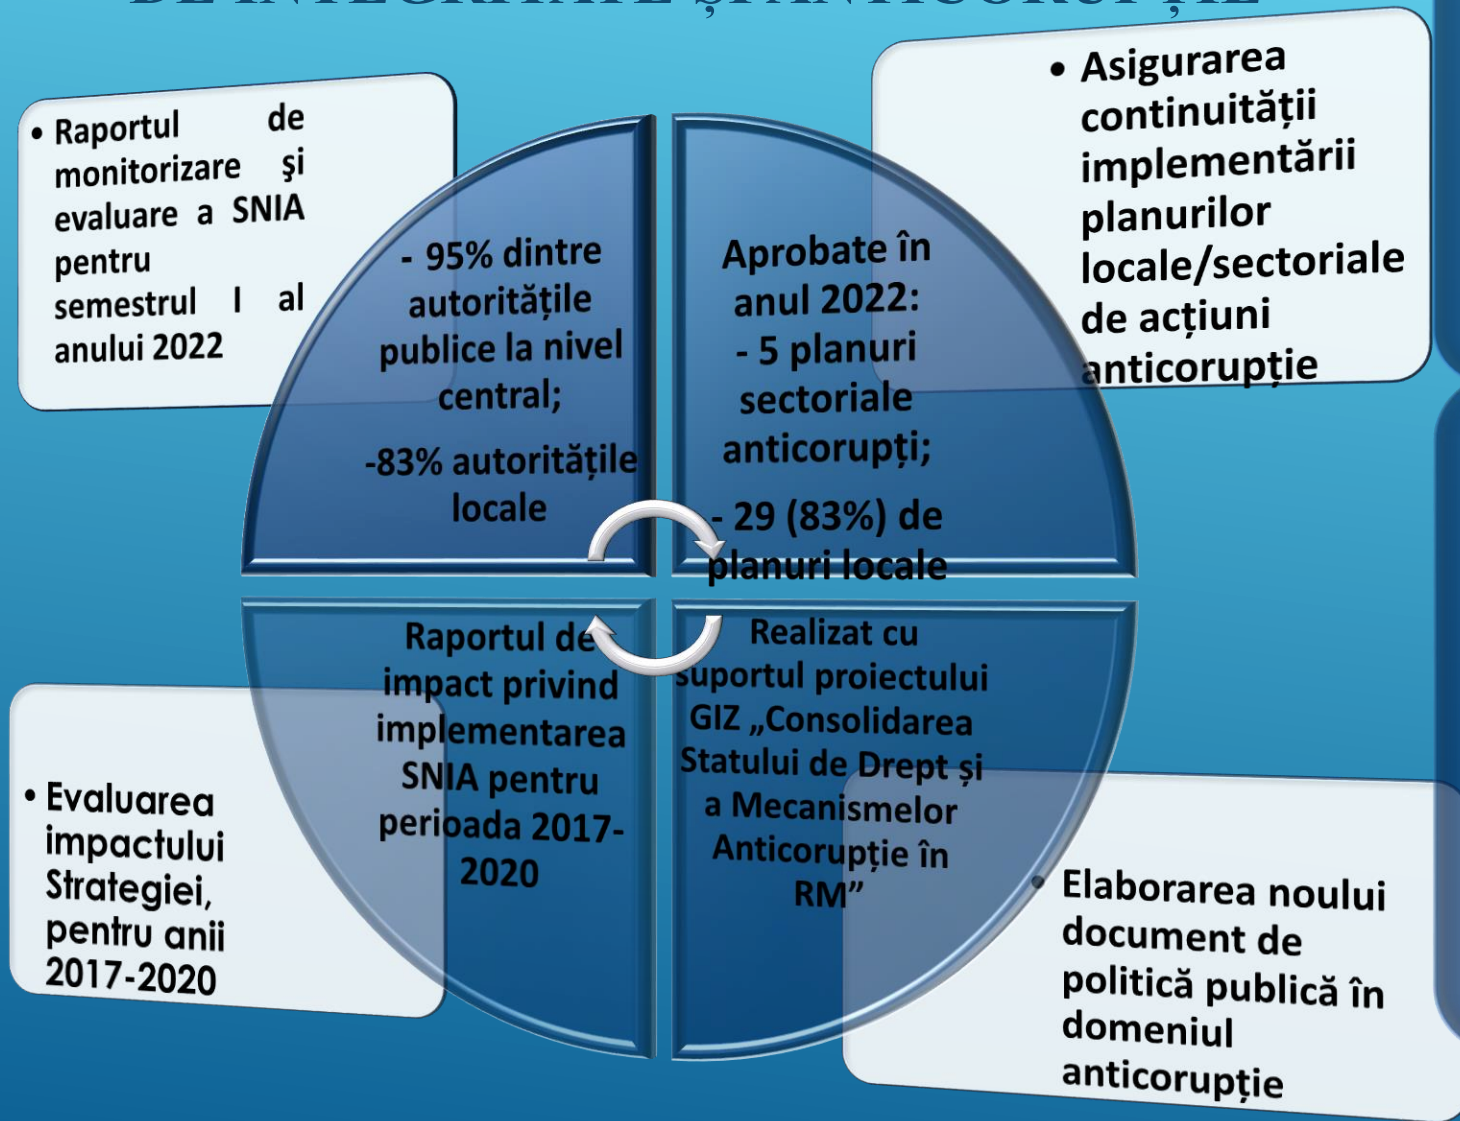 DE INTEGRITATE ȘI ANTICORUPȚIE
• Raportul de
monitorizare şi
evaluare a SNIA
pentru
semestrul I al
anului 2022
- 95% dintre
autoritățile
publice la nivel
central;
-83% autoritățile
locale
Aprobate în
anul 2022:
- 5 planuri
sectoriale
anticorupți;
- 29 (83%) de
planuri locale
• Asigurarea
continuității
implementării
planurilor
locale/sectoriale
de acțiuni
anticorupție
• Evaluarea
impactului
Strategiei,
pentru anii
2017-2020
Raportul de
impact privind
implementarea
SNIA pentru
perioada 2017-
2020
Realizat cu
suportul proiectului
GIZ „Consolidarea
Statului de Drept și
a Mecanismelor
Anticorupție în
RM”
• Elaborarea noului
document de
politică publică în
domeniul
anticorupție